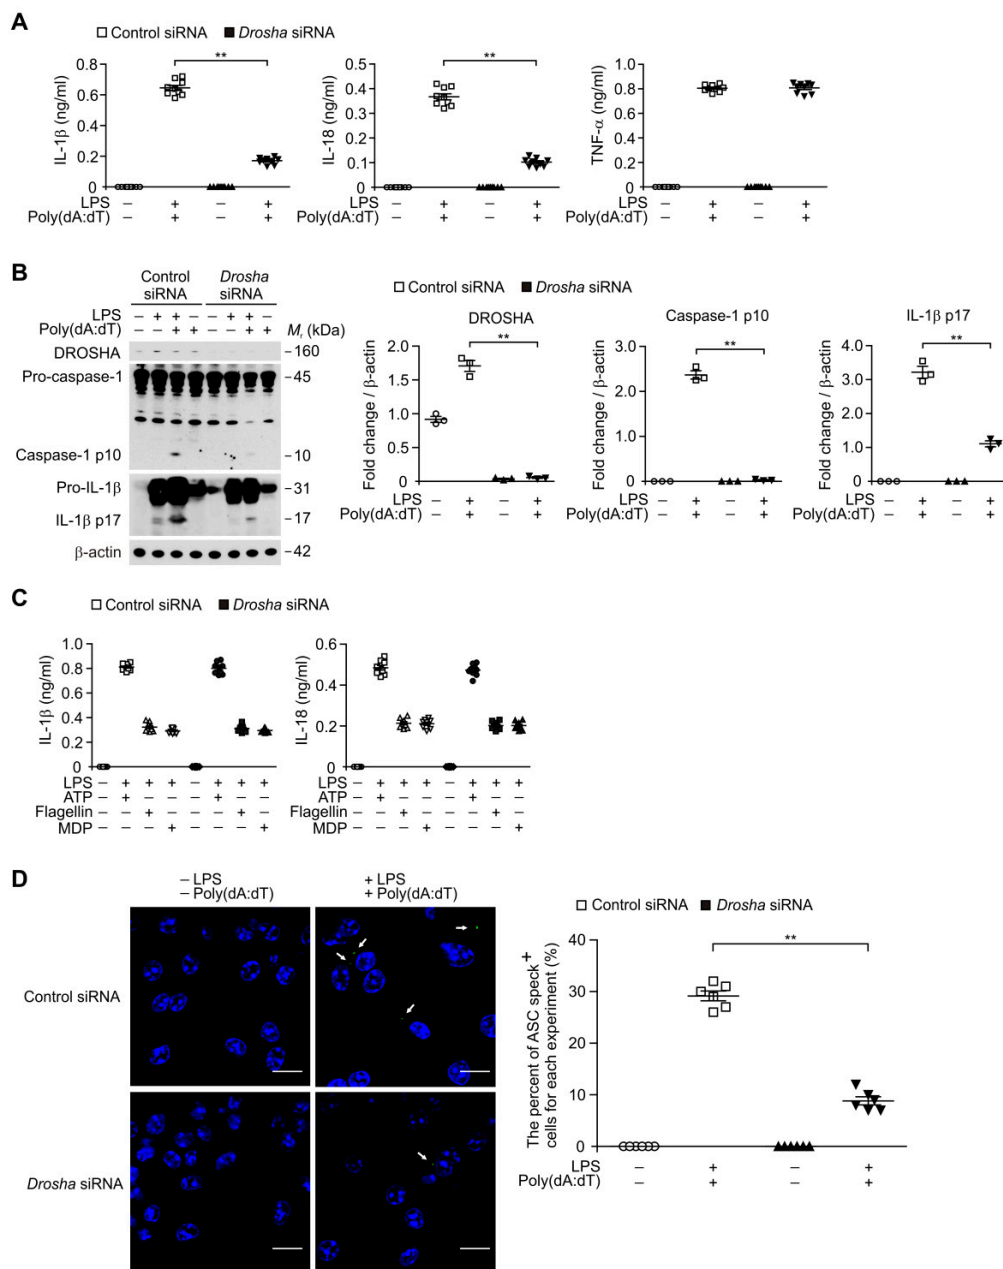 A
Control siRNA Drosha siRNA
IL-1β (ng/ml)
0.8
0.6
0.4
0.2
0
LPS − + − +
Poly(dA:dT) − + − +
**
IL-18 (ng/ml)
0.5
0.4
0.3
0.2
0.1
0
LPS − + − +
Poly(dA:dT) − + − +
**
TNF-α (ng/ml)
1.0
0.8
0.6
0.4
0.2
0
LPS − + − +
Poly(dA:dT) − + − +
B
Control siRNA Drosha siRNA
LPS − + + − − + + −
Poly(dA:dT) − − + + − − + +
Mr (kDa)
DROSHA −160
Pro-caspase-1 −45
Caspase-1 p10 −10
Pro-IL-1β −31
IL-1β p17 −17
β-actin −42
Control siRNA Drosha siRNA
DROSHA
Fold change / β-actin
2.0
1.5
1.0
0.5
0
**
LPS − + − +
Poly(dA:dT) − + − +
Caspase-1 p10
Fold change / β-actin
3.0
2.0
1.0
0
**
LPS − + − +
Poly(dA:dT) − + − +
IL-1β p17
Fold change / β-actin
4.0
3.0
2.0
1.0
0
**
LPS − + − +
Poly(dA:dT) − + − +
C
Control siRNA Drosha siRNA
IL-1β (ng/ml)
1.0
0.8
0.6
0.4
0.2
0
LPS − + + + − + + +
ATP − + − − − + − −
Flagellin − − + − − − + −
MDP − − − + − − − +
IL-18 (ng/ml)
0.6
0.4
0.2
0
LPS − + + + − + + +
ATP − + − − − + − −
Flagellin − − + − − − + −
MDP − − − + − − − +
D
− LPS + LPS
− Poly(dA:dT) + Poly(dA:dT)
Control siRNA
Drosha siRNA
Control siRNA Drosha siRNA
The percent of ASC speck+
cells for each experiment (%)
40
30
20
10
0
**
LPS − + − +
Poly(dA:dT) − + − +